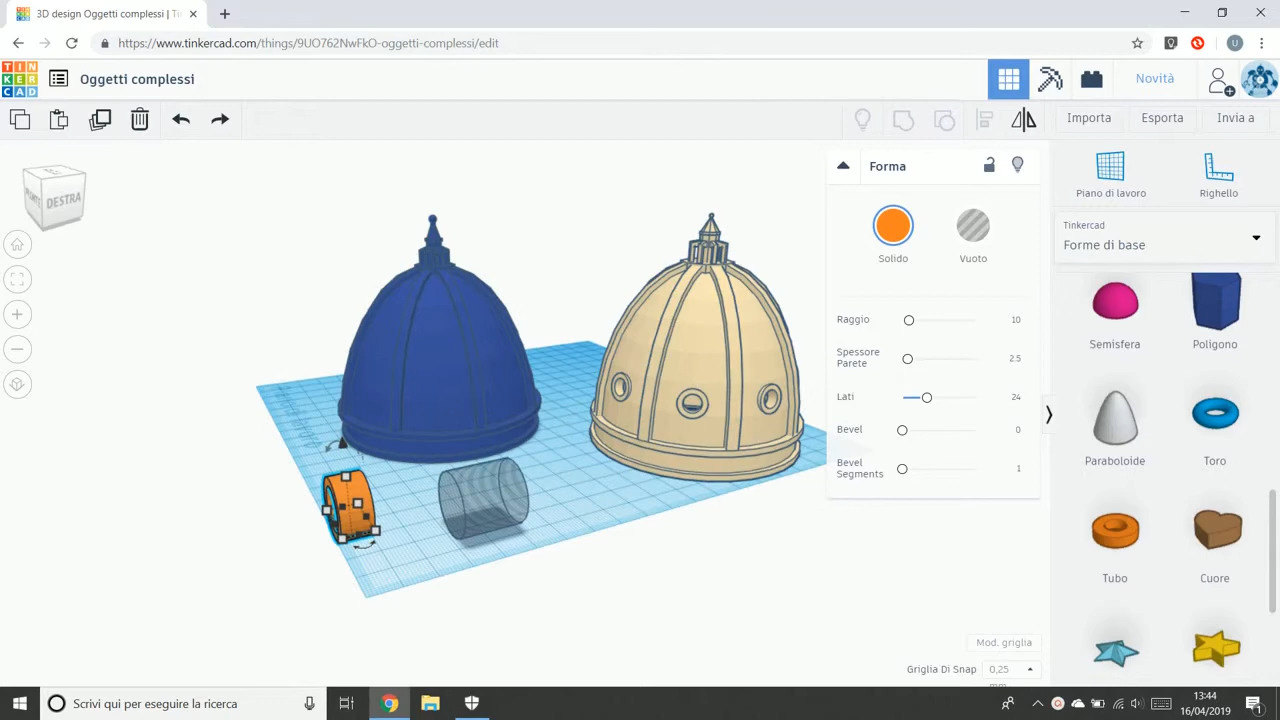 3D design Oggetti complessi | Ti
https://www.tinkercad.com/things/9UO762NwFkO-oggetti-complessi/edit
U
TIN
KER
CAD
Oggetti complessi
Novità
Importa
Esporta
Invia a
DESTRA
Forma
Solido
Vuoto
Raggio
10
Spessore
Parete
2.5
Lati
24
Bevel
0
Bevel
Segments
1
Piano di lavoro
Righello
Tinkercad
Forme di base
Semisfera
Poligono
Paraboloide
Toro
Tubo
Cuore
Mod. griglia
Griglia Di Snap
0,25
mm
Scrivi qui per eseguire la ricerca
13:44
16/04/2019
1